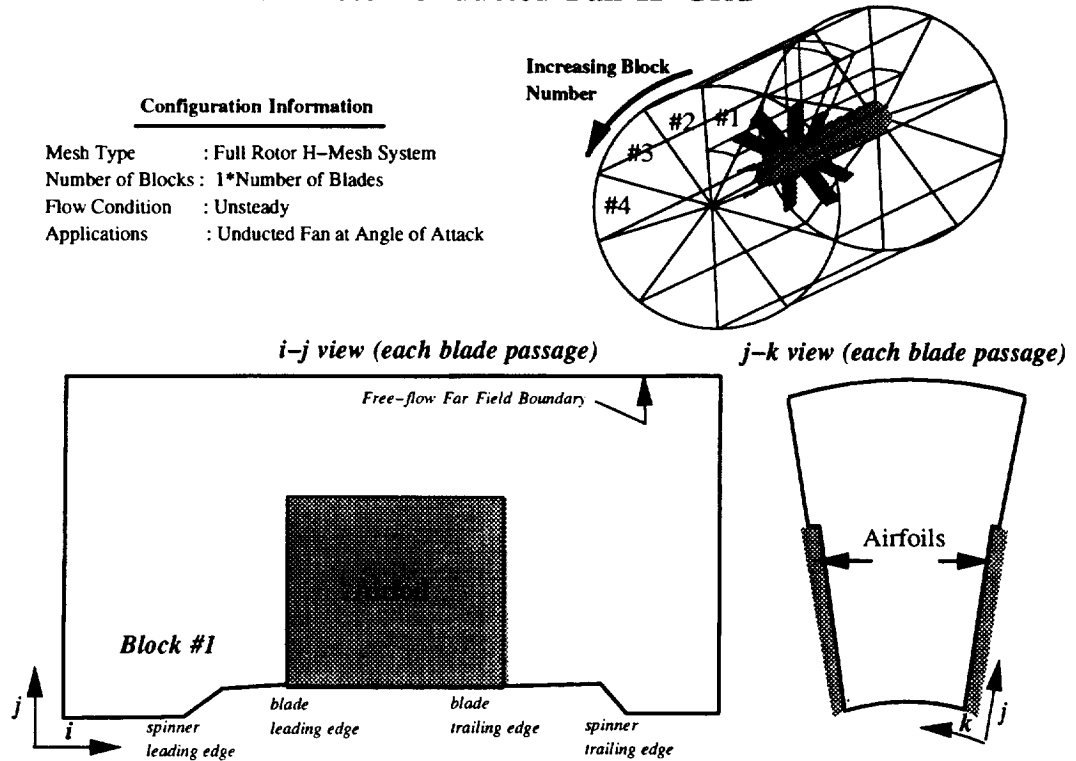 Configuration Information
Mesh Type : Full Rotor H-Mesh System
Number of Blocks : 1*Number of Blades
Flow Condition : Unsteady
Applications : Unducted Fan at Angle of Attack
Increasing Block
Number
#1
#2
#3
#4
i-j view (each blade passage)
Free-flow Far Field Boundary
Block #1
j
i
spinner
leading edge
blade
leading edge
blade
trailing edge
spinner
trailing edge
j-k view (each blade passage)
Airfoils
k
j